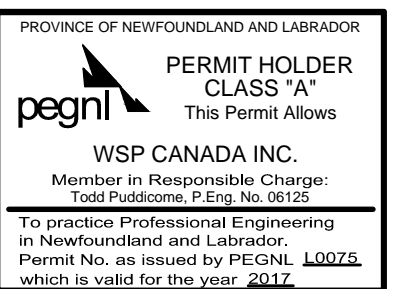 PROVINCE OF NEWFOUNDLAND AND LABRADOR
pegnl
PERMIT HOLDER
CLASS "A"
This Permit Allows
WSP CANADA INC.
Member in Responsible Charge:
Todd Puddicome, P.Eng. No. 06125
To practice Professional Engineering
in Newfoundland and Labrador.
Permit No. as issued by PEGNL L0075
which is valid for the year 2017